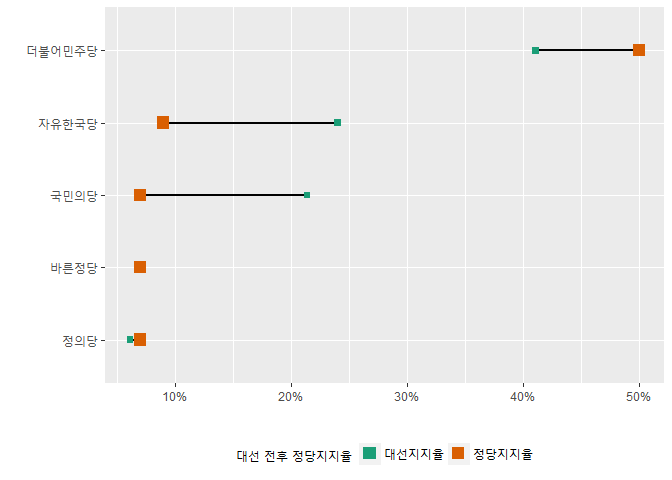 더불어민주당
자유한국당
국민의당
바른정당
정의당
10% 20% 30% 40% 50%
대선 전후 정당지지율 대선지지율 정당지지율